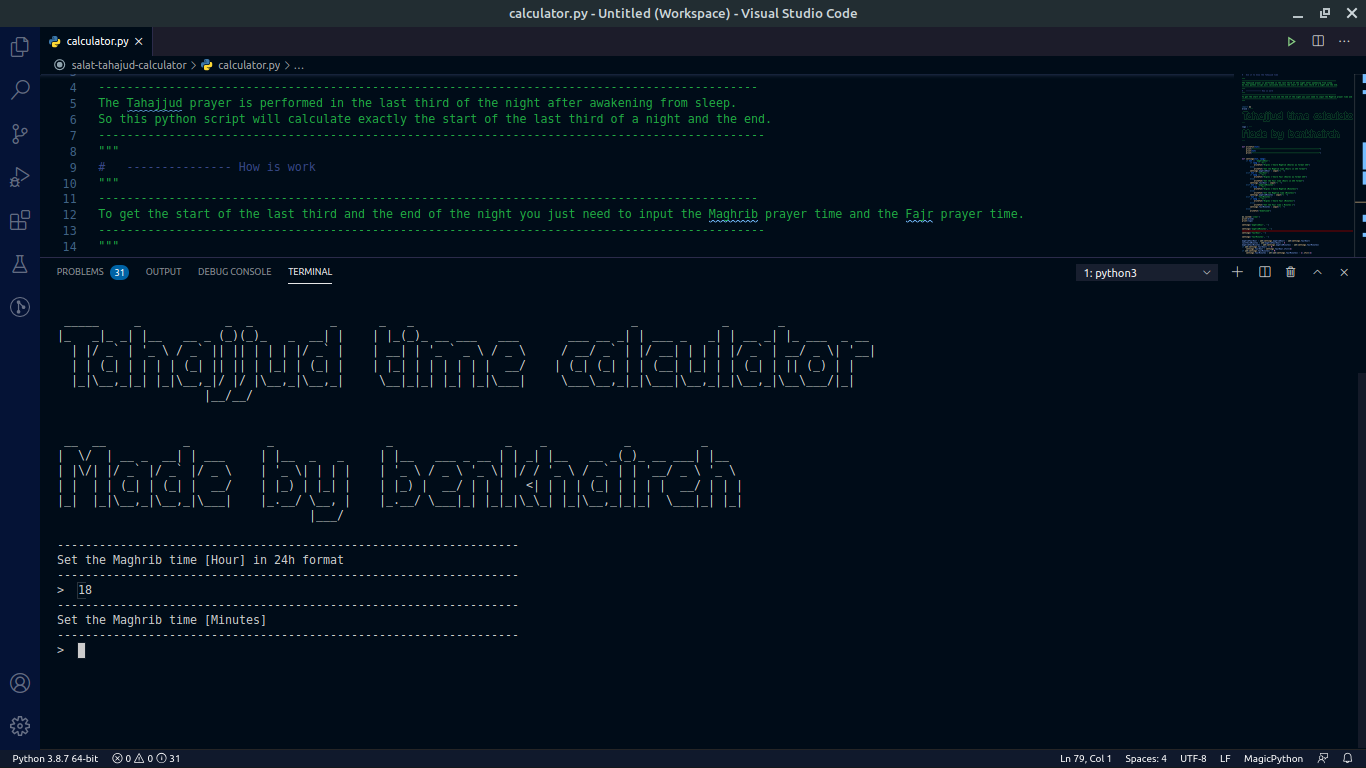 calculator.py - Untitled (Workspace) - Visual Studio Code
calculator.py
salat-tahajud-calculator > calculator.py > ...
4 ----------------------------------------------------------------------------------------------
5 The Tahajjud prayer is performed in the last third of the night after awakening from sleep.
6 So this python script will calculate exactly the start of the last third of a night and the end.
7 -----------------------------------------------------------------------------------------------
8 """
9 # --------------- How is work
10 """
11 ----------------------------------------------------------------------------------------------
12 To get the start of the last third and the end of the night you just need to input the Maghrib prayer time and the Fajr prayer time.
13 -----------------------------------------------------------------------------------------------
14 """
PROBLEMS 31 OUTPUT DEBUG CONSOLE TERMINAL 1: python3
Tahajjud time calculator
Made by benkhaireh
------------------------------------------------------------------
Set the Maghrib time [Hour] in 24h format
------------------------------------------------------------------
> 18
------------------------------------------------------------------
Set the Maghrib time [Minutes]
------------------------------------------------------------------
>
Python 3.8.7 64-bit 0 0 31 Ln 79, Col 1 Spaces: 4 UTF-8 LF MagicPython